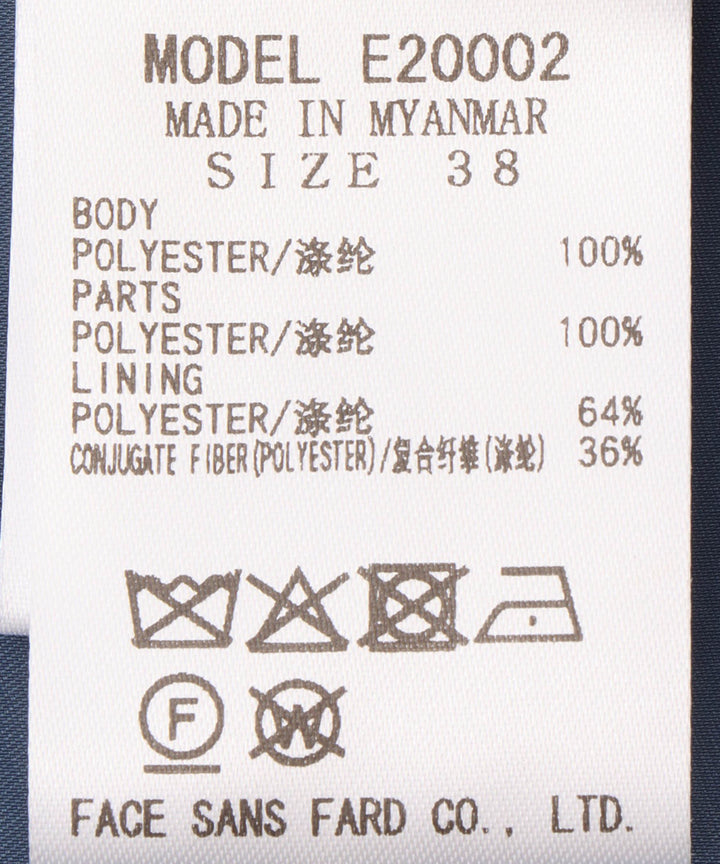 MODEL E20002
MADE IN MYANMAR
SIZE 38
BODY
POLYESTER/涤纶 100%
PARTS
POLYESTER/涤纶 100%
LINING
POLYESTER/涤纶 64%
CONJUGATE FIBER(POLYESTER)/复合纤维(涤纶) 36%
F W
FACE SANS FARD CO., LTD.